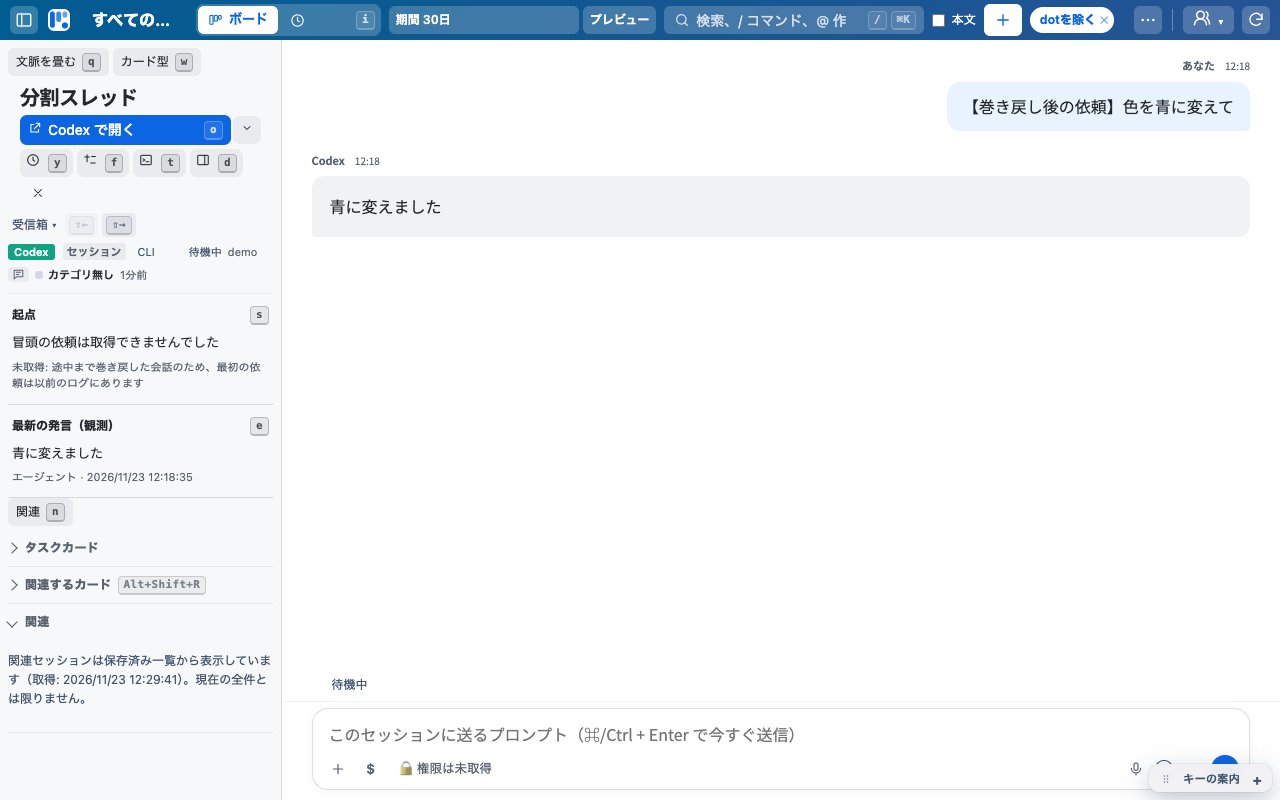 すべての...
ボード
i
期間 30日
プレビュー
検索、/ コマンド、@ 作
/
⌘K
本文
+
dotを除く ×
文脈を畳む q
カード型 w
分割スレッド
Codex で開く o
y
f
t
d
受信箱
⇧←
⇧→
Codex セッション CLI 待機中 demo
カテゴリ無し 1分前
起点 s
冒頭の依頼は取得できませんでした
未取得: 途中まで巻き戻した会話のため、最初の依
頼は以前のログにあります
最新の発言（観測） e
青に変えました
エージェント · 2026/11/23 12:18:35
関連 n
タスクカード
関連するカード Alt+Shift+R
関連
関連セッションは保存済み一覧から表示していま
す（取得: 2026/11/23 12:29:41）。現在の全件と
は限りません。
あなた 12:18
【巻き戻し後の依頼】色を青に変えて
Codex 12:18
青に変えました
待機中
このセッションに送るプロンプト（⌘/Ctrl + Enter で今すぐ送信）
+ $ 権限は未取得
キーの案内 +